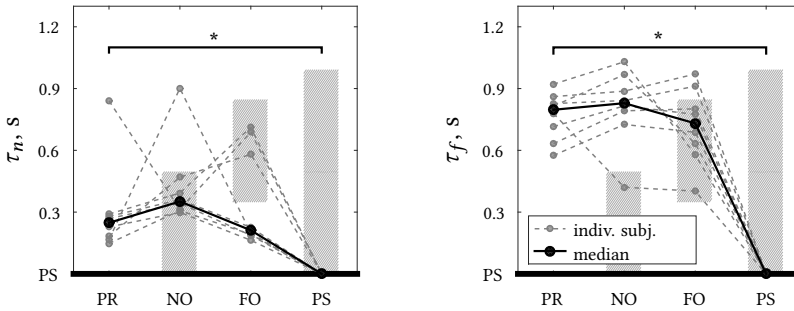 *
1.2
0.9
0.6
0.3
PS
τn, s
PR NO FO PS
*
1.2
0.9
0.6
0.3
PS
τf, s
indiv. subj.
median
PR NO FO PS